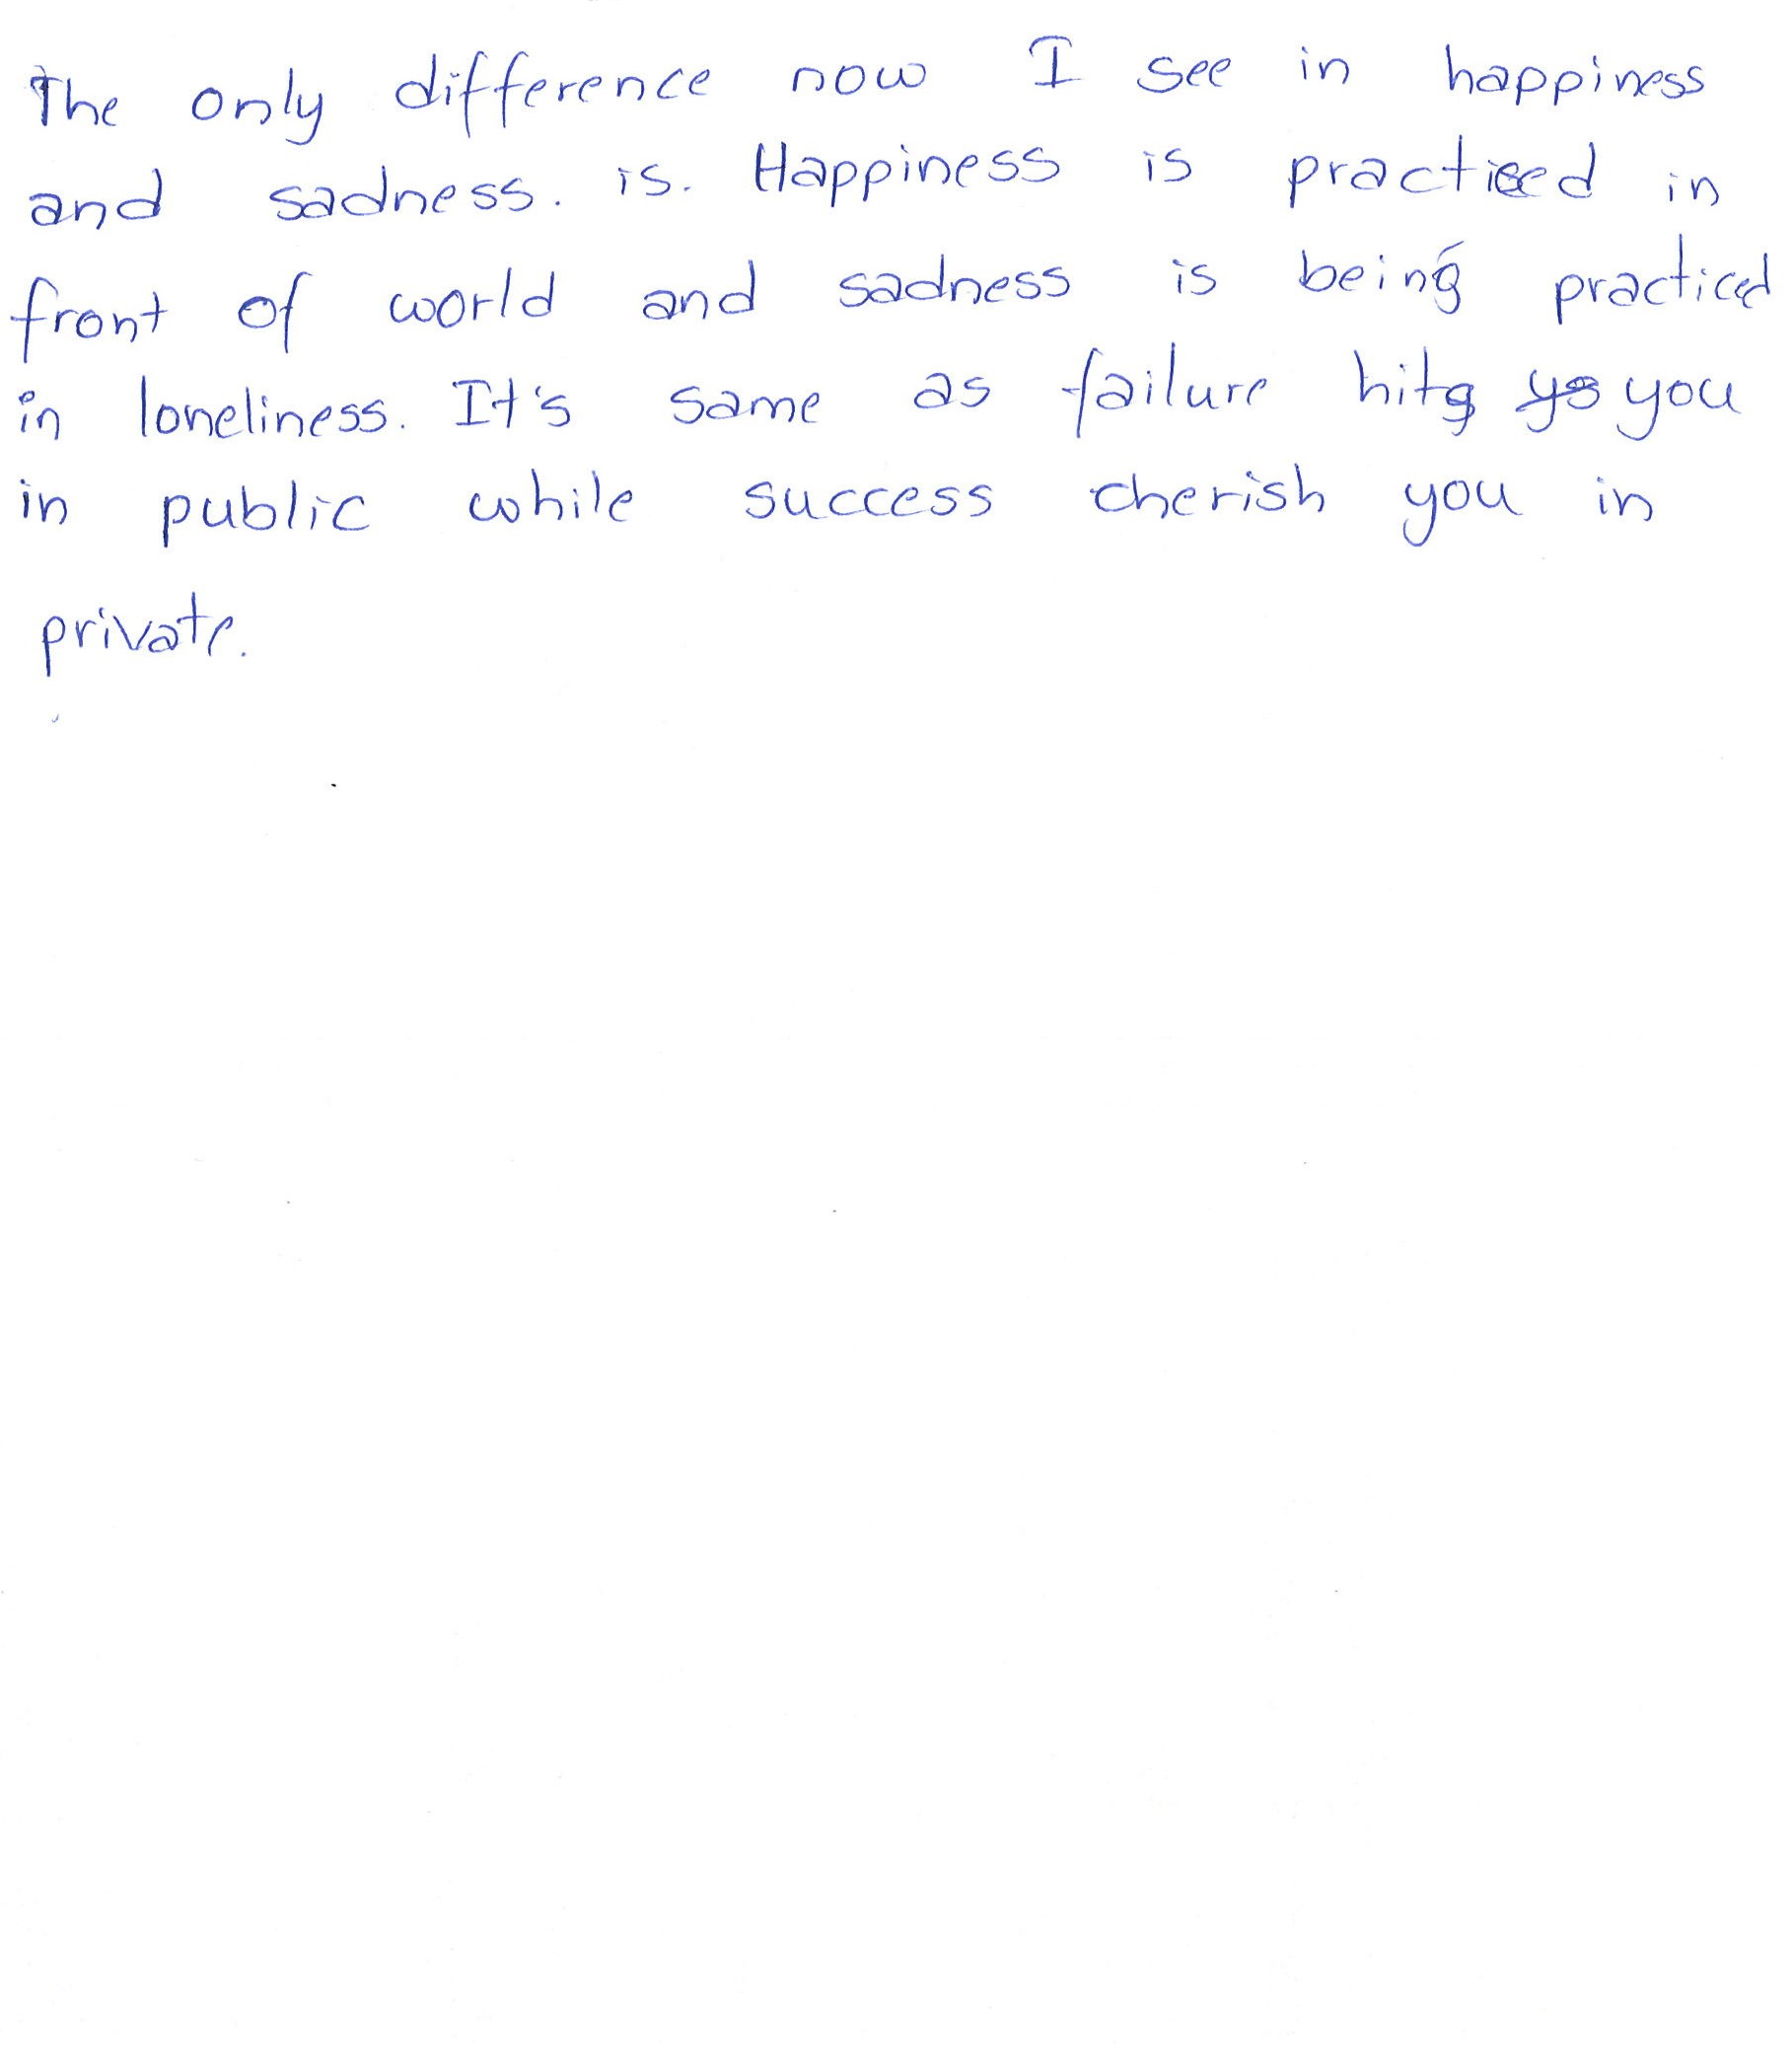 The only difference now I see in happiness
and sadness. is. Happiness is practiced in
front of world and sadness is being practiced
in loneliness. It's same as failure hits you
in public while success cherish you in
private.